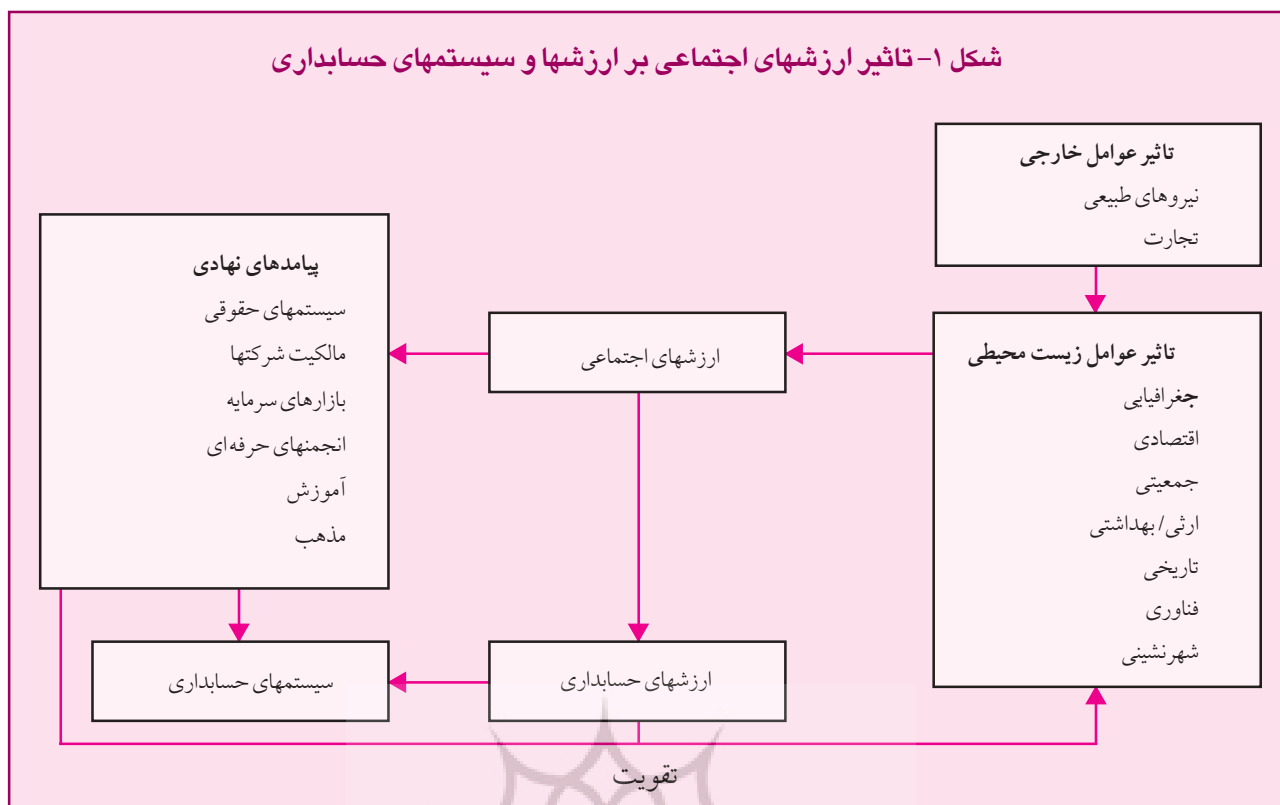 شکل ۱- تاثیر ارزشهای اجتماعی بر ارزشها و سیستمهای حسابداری
تاثیر عوامل خارجی
نیروهای طبیعی
تجارت
تاثیر عوامل زیست محیطی
جغرافیایی
اقتصادی
جمعیتی
ارثی/بهداشتی
تاریخی
فناوری
شهرنشینی
ارزشهای اجتماعی
پیامدهای نهادی
سیستمهای حقوقی
مالکیت شرکتها
بازارهای سرمایه
انجمنهای حرفه‌ای
آموزش
مذهب
ارزشهای حسابداری
سیستمهای حسابداری
تقویت